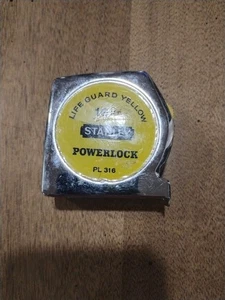 LIFE GUARD YELLOW
STANLEY
POWERLOCK
PL 316